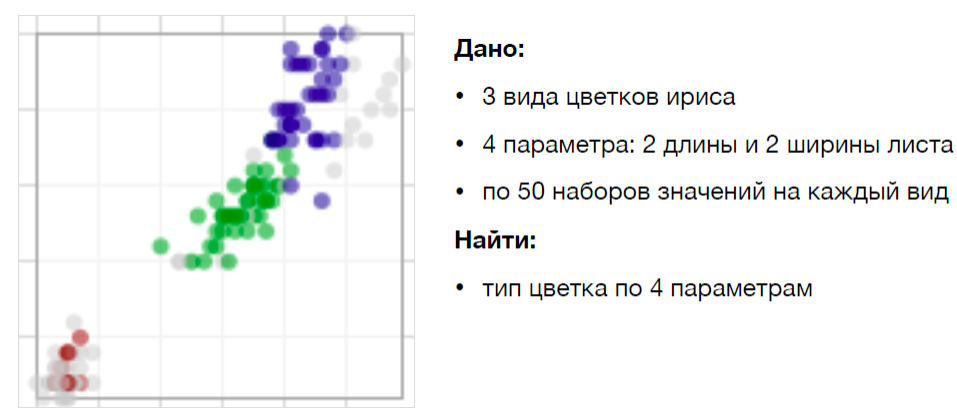 Дано:
• 3 вида цветков ириса
• 4 параметра: 2 длины и 2 ширины листа
• по 50 наборов значений на каждый вид
Найти:
• тип цветка по 4 параметрам